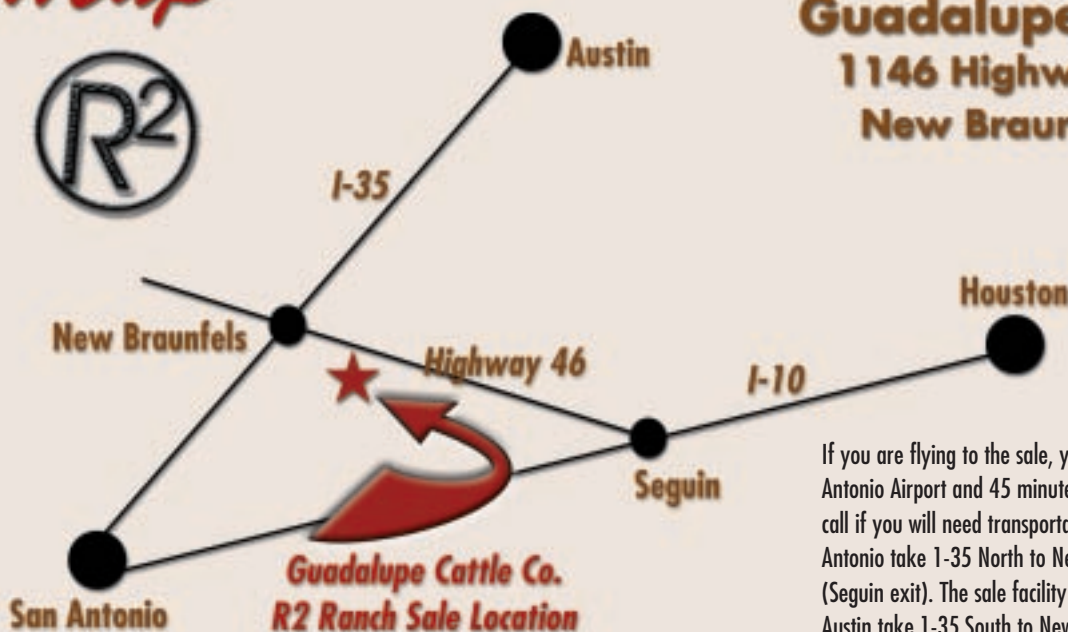 R2
Guadalupe
1146 Highw
New Braun
Austin
I-35
Houston
New Braunfels
Highway 46
I-10
Seguin
Guadalupe Cattle Co.
R2 Ranch Sale Location
San Antonio
If you are flying to the sale, y
Antonio Airport and 45 minute
call if you will need transporta
Antonio take 1-35 North to Ne
(Seguin exit). The sale facility
Austin take 1-35 South to New